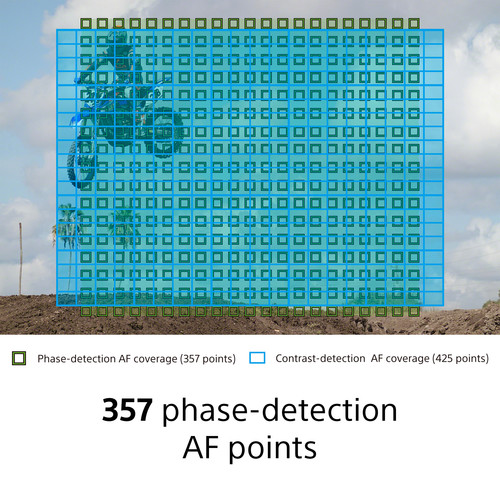 Phase-detection AF coverage (357 points) Contrast-detection AF coverage (425 points)
357 phase-detection
AF points